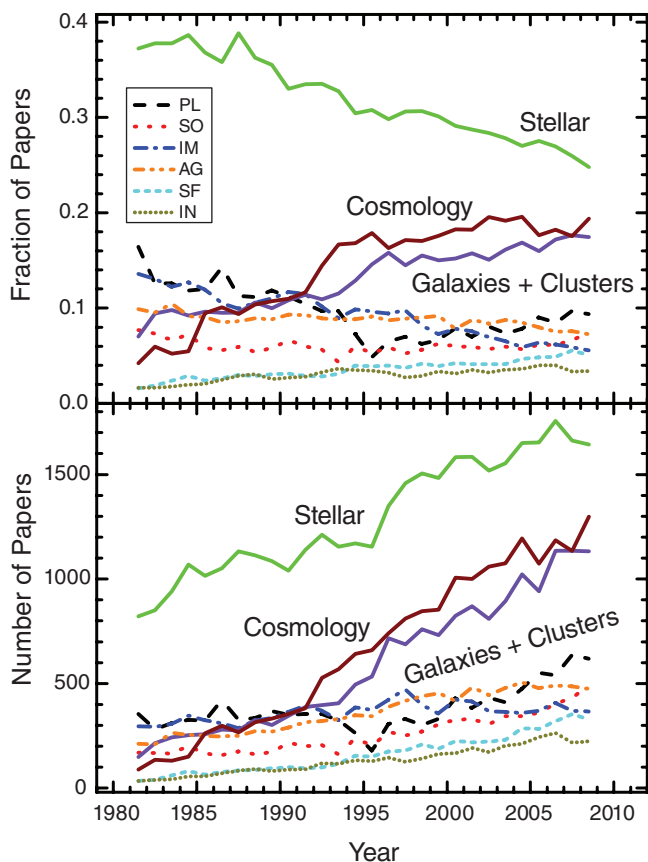 Fraction of Papers
0.4
0.3
0.2
0.1
0.0
PL
SO
IM
AG
SF
IN
Stellar
Cosmology
Galaxies + Clusters
Number of Papers
1500
1000
500
0
Stellar
Cosmology
Galaxies + Clusters
1980 1985 1990 1995 2000 2005 2010
Year